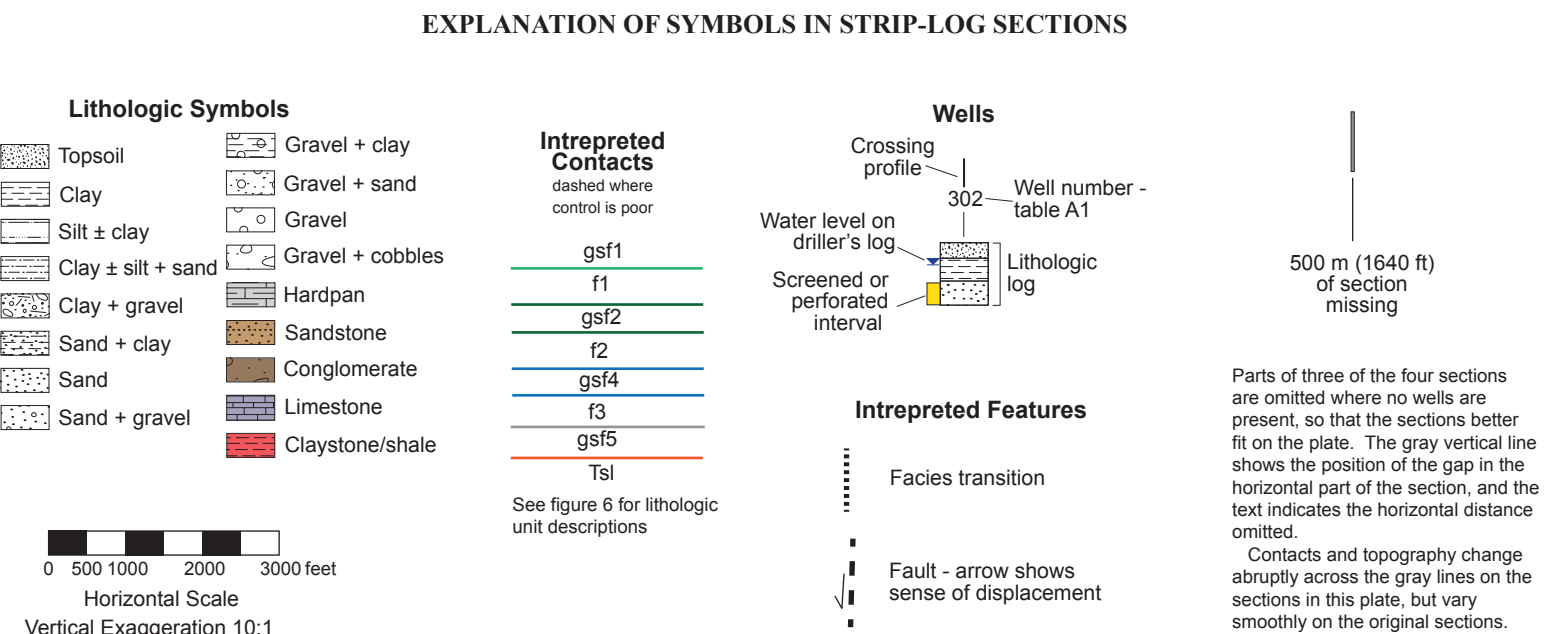 EXPLANATION OF SYMBOLS IN STRIP-LOG SECTIONS
Lithologic Symbols
Topsoil
Clay
Silt ± clay
Clay ± silt + sand
Clay + gravel
Sand + clay
Sand
Sand + gravel
Gravel + clay
Gravel + sand
Gravel
Gravel + cobbles
Hardpan
Sandstone
Conglomerate
Limestone
Claystone/shale
0 500 1000 2000 3000 feet
Horizontal Scale
Vertical Exaggeration 10:1
Intrepreted
Contacts
dashed where
control is poor
gsf1
f1
gsf2
f2
gsf4
f3
gsf5
Tsl
See figure 6 for lithologic
unit descriptions
Wells
Crossing
profile
302
Well number -
table A1
Water level on
driller's log
Screened or
perforated
interval
Lithologic
log
Intrepreted Features
Facies transition
Fault - arrow shows
sense of displacement
500 m (1640 ft)
of section
missing
Parts of three of the four sections
are omitted where no wells are
present, so that the sections better
fit on the plate. The gray vertical line
shows the position of the gap in the
horizontal part of the section, and the
text indicates the horizontal distance
omitted.
Contacts and topography change
abruptly across the gray lines on the
sections in this plate, but vary
smoothly on the original sections.